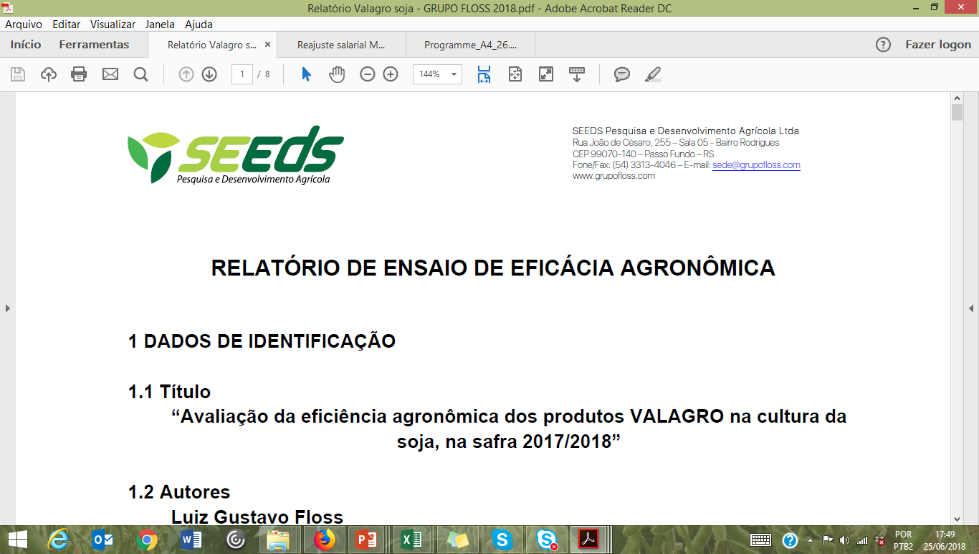 Relatório Valagro soja - GRUPO FLOSS 2018.pdf - Adobe Acrobat Reader DC
Arquivo Editar Visualizar Janela Ajuda
Início Ferramentas Relatório Valagro s... × Reajuste salarial M... Programme_A4_26.... ? Fazer logon
1 / 8 144%
SEEDS
Pesquisa e Desenvolvimento Agrícola
SEEDS Pesquisa e Desenvolvimento Agrícola Ltda
Rua João de Césaro, 255 – Sala 05 - Bairro Rodrigues
CEP 99070-140 – Passo Fundo – RS
Fone/Fax: (54) 3313-4046 – E-mail: sede@grupofloss.com
www.grupofloss.com
RELATÓRIO DE ENSAIO DE EFICÁCIA AGRONÔMICA
1 DADOS DE IDENTIFICAÇÃO
1.1 Título
“Avaliação da eficiência agronômica dos produtos VALAGRO na cultura da
soja, na safra 2017/2018”
1.2 Autores
Luiz Gustavo Floss
POR 17:49
PTB2 25/06/2018